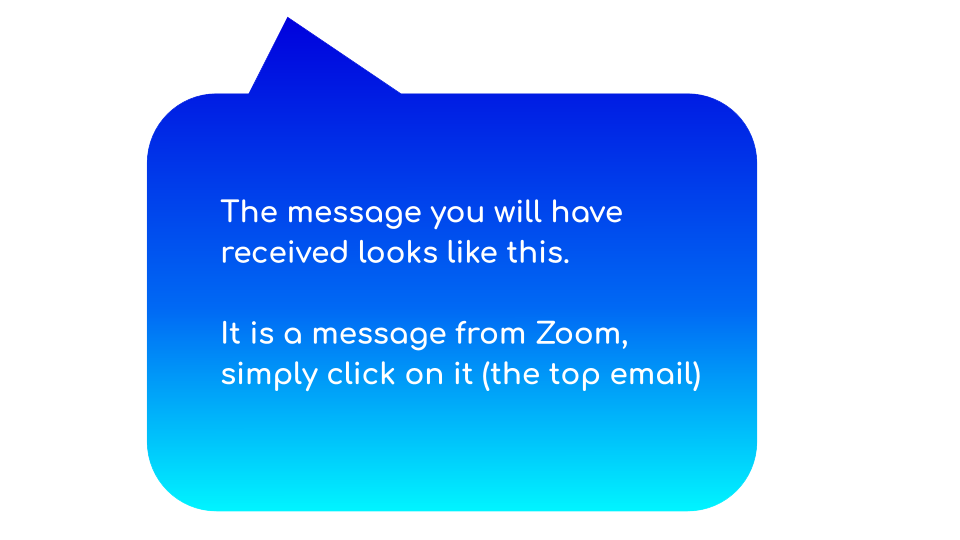 The message you will have
received looks like this.
It is a message from Zoom,
simply click on it (the top email)